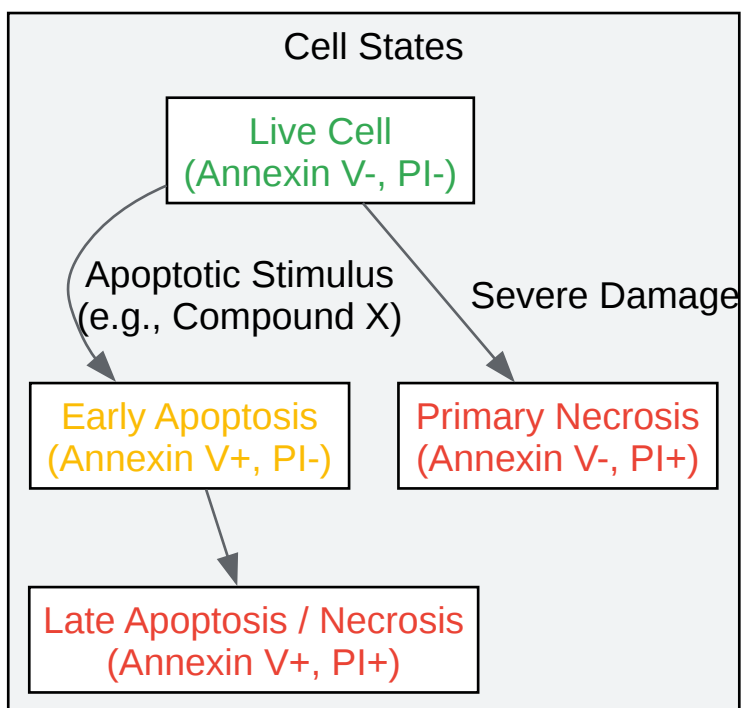 Cell States
Live Cell
(Annexin V-, PI-)
Apoptotic Stimulus
(e.g., Compound X)
Severe Damage
Early Apoptosis
(Annexin V+, PI-)
Primary Necrosis
(Annexin V-, PI+)
Late Apoptosis / Necrosis
(Annexin V+, PI+)